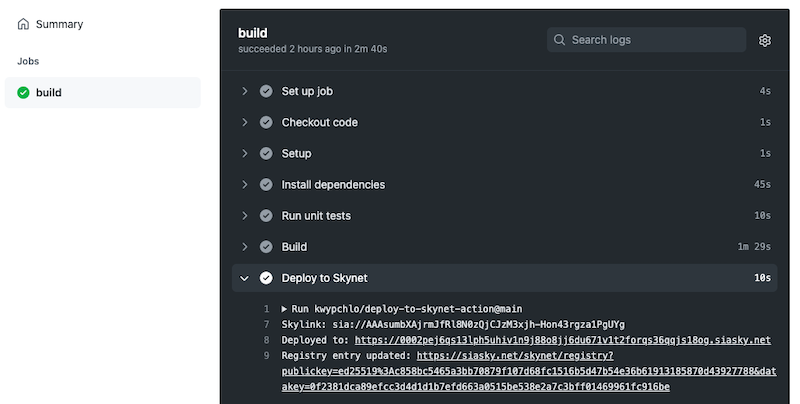 Summary
Jobs
build
build
succeeded 2 hours ago in 2m 40s
Search logs
Set up job 4s
Checkout code 1s
Setup 1s
Install dependencies 45s
Run unit tests 10s
Build 1m 29s
Deploy to Skynet 10s
1 ▶ Run kwypchlo/deploy-to-skynet-action@main
7 Skylink: sia://AAAsumbXAjrmJfRl8N0zQjCJzM3xjh-Hon43rgza1PgUYg
8 Deployed to: https://0002pej6qs13lph5uhiv1n9j88o8jj6du671v1t2forqs36qqjs18og.siasky.net
9 Registry entry updated: https://siasky.net/skynet/registry?
publickey=ed25519%3Ac858bc5465a3bb70879f107d68fc1516b5d47b54e36b61913185870d43927788&dat
akey=0f2381dca89efcc3d4d1d1b7efd663a0515be538e2a7c3bff01469961fc916be